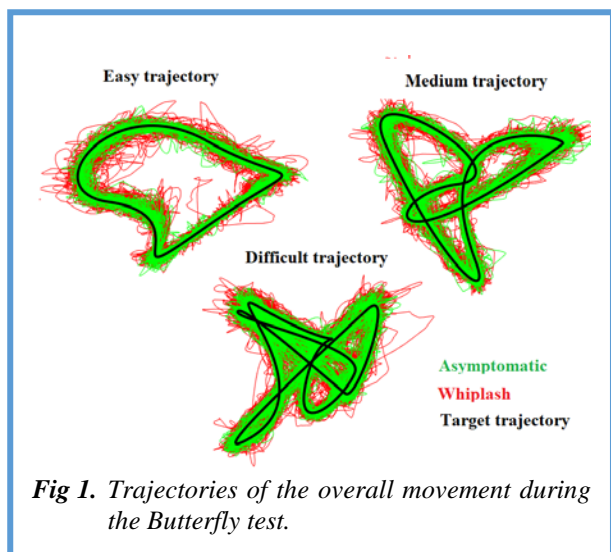 Easy trajectory
Medium trajectory
Difficult trajectory
Asymptomatic
Whiplash
Target trajectory
Fig 1. Trajectories of the overall movement during
the Butterfly test.